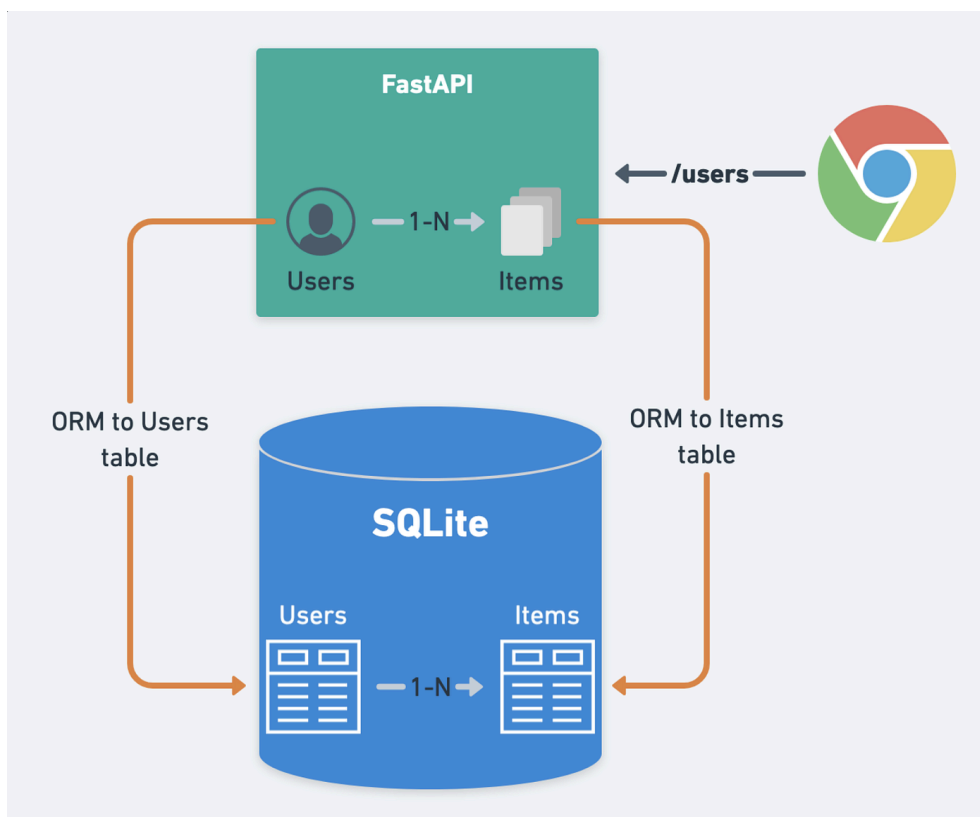 FastAPI
/users
1-N
Users
Items
ORM to Users
table
ORM to Items
table
SQLite
Users
Items
1-N